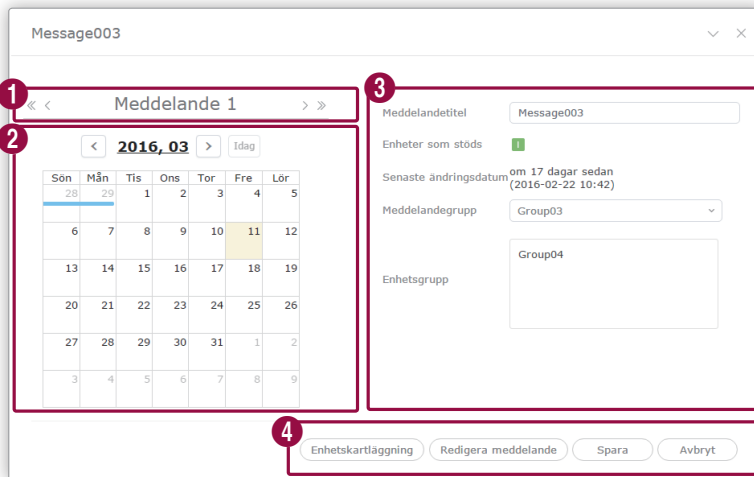 Message003
1
« < Meddelande 1 > »
2
< 2016, 03 > Idag
Sön Mån Tis Ons Tor Fre Lör
28 29 1 2 3 4 5
6 7 8 9 10 11 12
13 14 15 16 17 18 19
20 21 22 23 24 25 26
27 28 29 30 31 1 2
3 4 5 6 7 8 9
3
Meddelandetitel Message003
Enheter som stöds I
Senaste ändringsdatum om 17 dagar sedan
(2016-02-22 10:42)
Meddelandegrupp Group03
Enhetsgrupp Group04
4
Enhetskartläggning Redigera meddelande Spara Avbryt